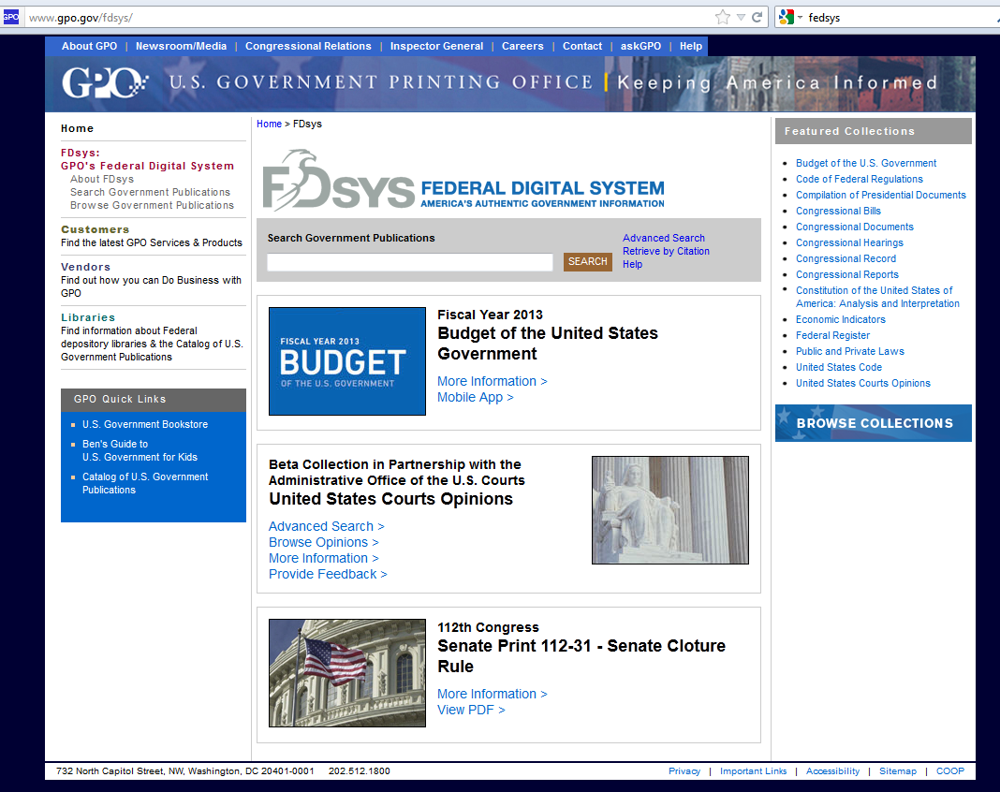 GPO www.gpo.gov/fdsys/ fedsys
About GPO | Newsroom/Media | Congressional Relations | Inspector General | Careers | Contact | askGPO | Help
GPO U.S. GOVERNMENT PRINTING OFFICE | Keeping America Informed
Home
FDsys:
GPO's Federal Digital System
About FDsys
Search Government Publications
Browse Government Publications
Customers
Find the latest GPO Services & Products
Vendors
Find out how you can Do Business with
GPO
Libraries
Find information about Federal
depository libraries & the Catalog of U.S.
Government Publications
GPO Quick Links
U.S. Government Bookstore
Ben's Guide to
U.S. Government for Kids
Catalog of U.S. Government
Publications
Home > FDsys
FDsys FEDERAL DIGITAL SYSTEM
AMERICA'S AUTHENTIC GOVERNMENT INFORMATION
Search Government Publications
SEARCH
Advanced Search
Retrieve by Citation
Help
FISCAL YEAR 2013
BUDGET
OF THE U.S. GOVERNMENT
Fiscal Year 2013
Budget of the United States
Government
More Information >
Mobile App >
Beta Collection in Partnership with the
Administrative Office of the U.S. Courts
United States Courts Opinions
Advanced Search >
Browse Opinions >
More Information >
Provide Feedback >
112th Congress
Senate Print 112-31 - Senate Cloture
Rule
More Information >
View PDF >
Featured Collections
Budget of the U.S. Government
Code of Federal Regulations
Compilation of Presidential Documents
Congressional Bills
Congressional Documents
Congressional Hearings
Congressional Record
Congressional Reports
Constitution of the United States of
America: Analysis and Interpretation
Economic Indicators
Federal Register
Public and Private Laws
United States Code
United States Courts Opinions
BROWSE COLLECTIONS
732 North Capitol Street, NW, Washington, DC 20401-0001 202.512.1800
Privacy | Important Links | Accessibility | Sitemap | COOP